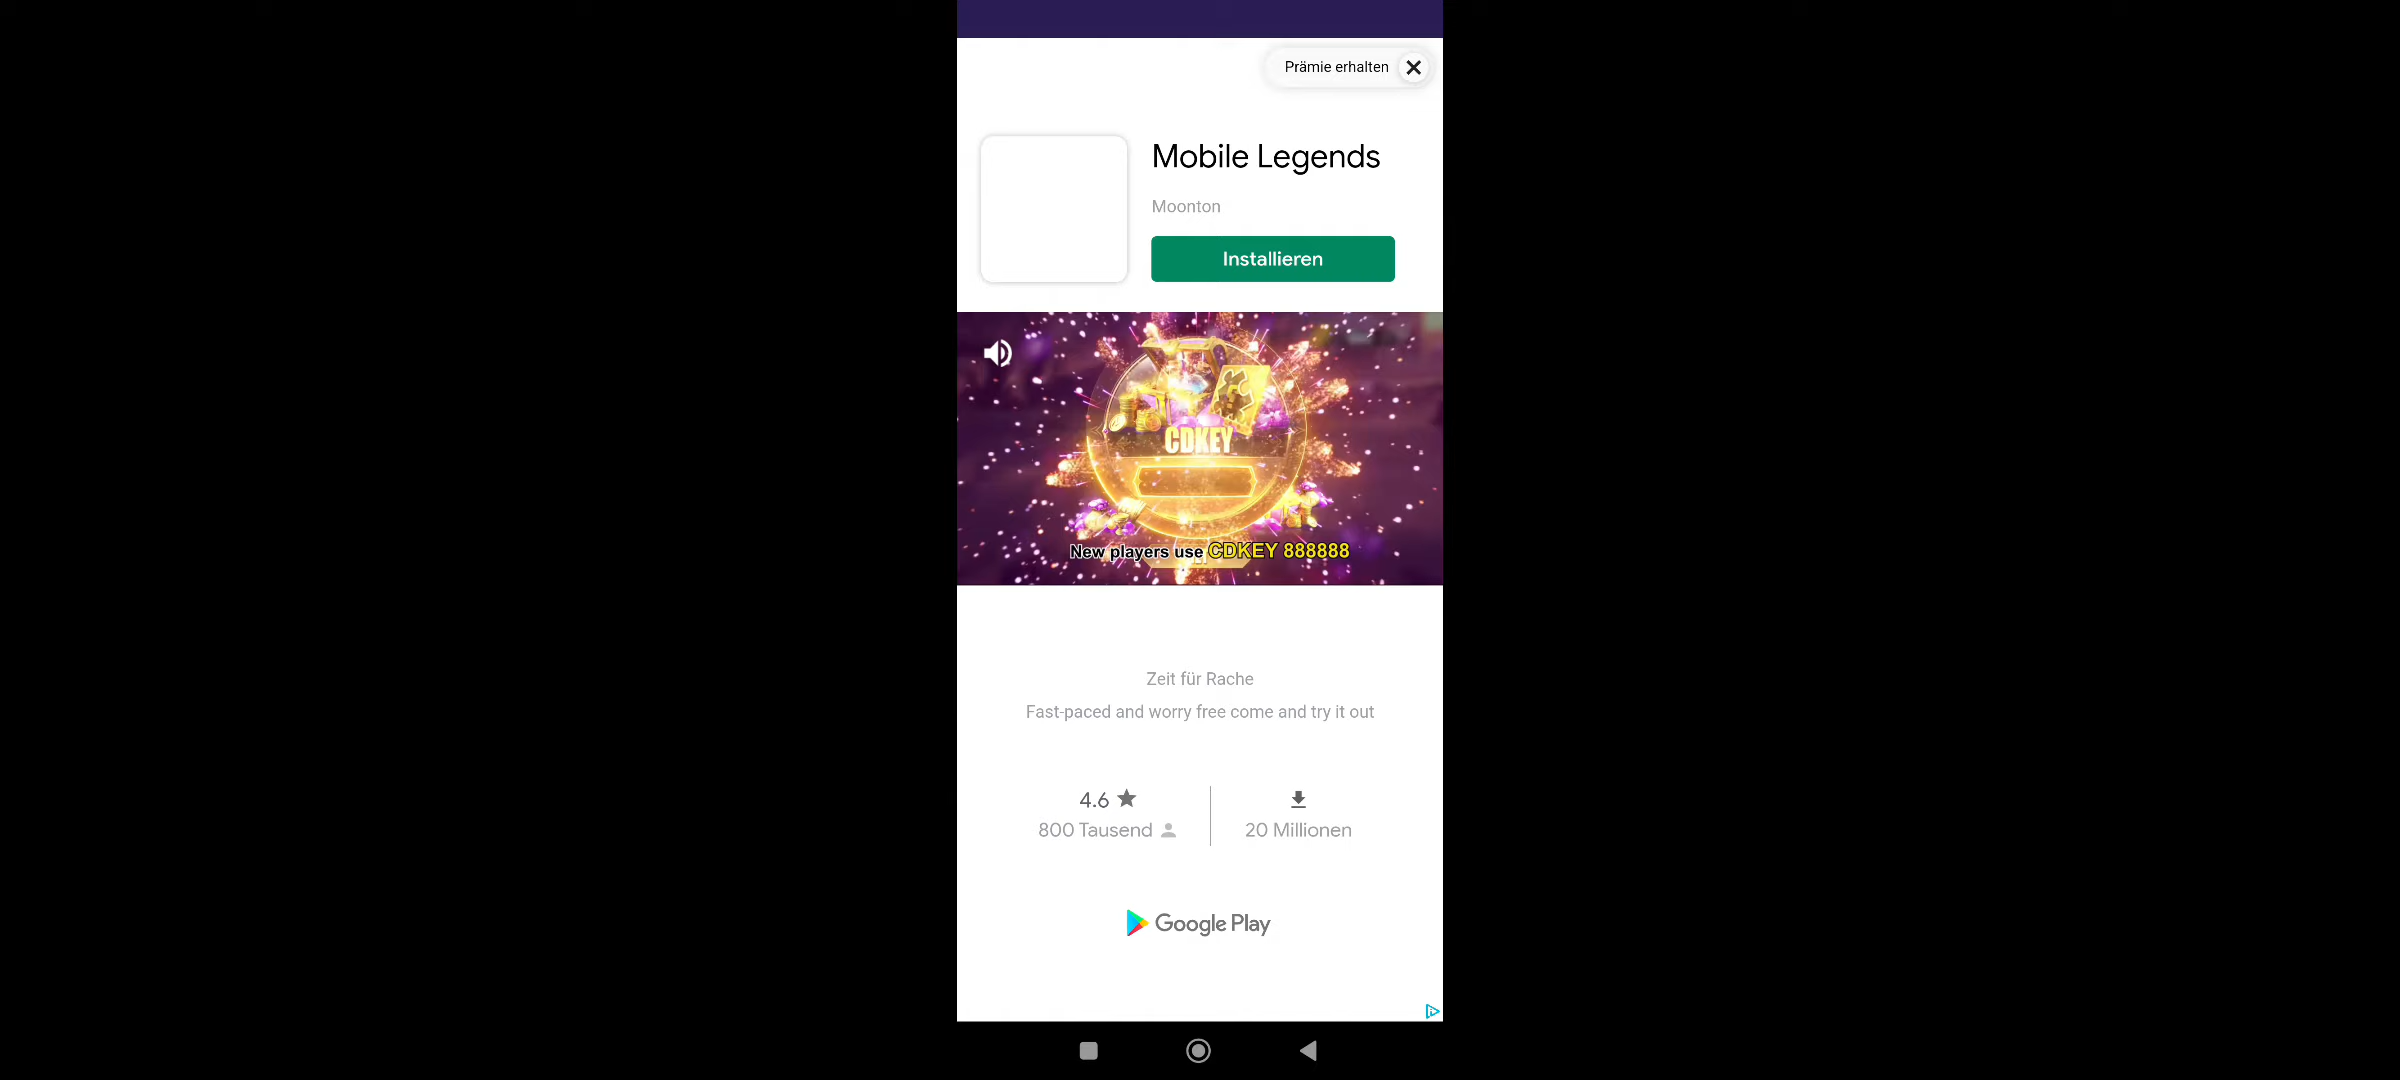 Prämie erhalten
Mobile Legends
Moonton
Installieren
CDKEY
New players use CDKEY 888888
Zeit für Rache
Fast-paced and worry free come and try it out
4.6
800 Tausend
20 Millionen
Google Play